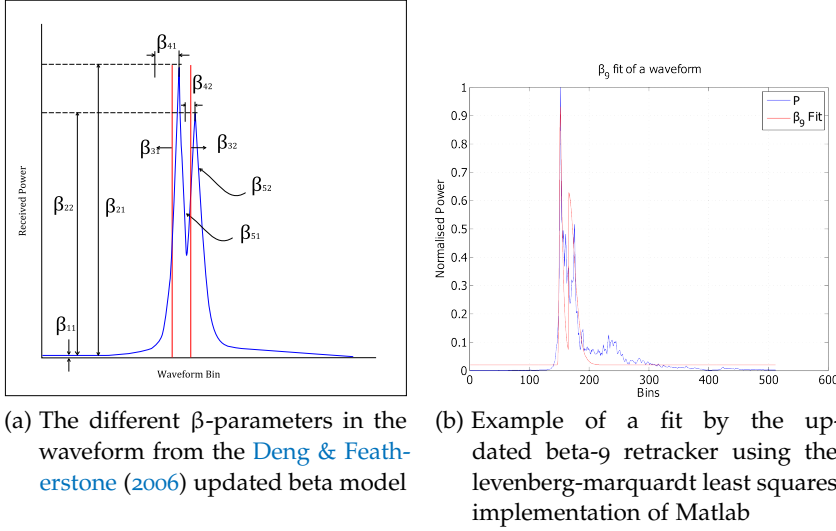 β41
β42
β31
β32
β52
β22
β21
β51
β11
Received Power
Waveform Bin
β9 fit of a waveform
P
β9 Fit
1
0.9
0.8
0.7
0.6
0.5
0.4
0.3
0.2
0.1
0
Normalised Power
0 100 200 300 400 500 600
Bins
(a) The different β-parameters in the
waveform from the Deng & Feath-
erstone (2006) updated beta model
(b) Example of a fit by the up-
dated beta-9 retracker using the
levenberg-marquardt least squares
implementation of Matlab